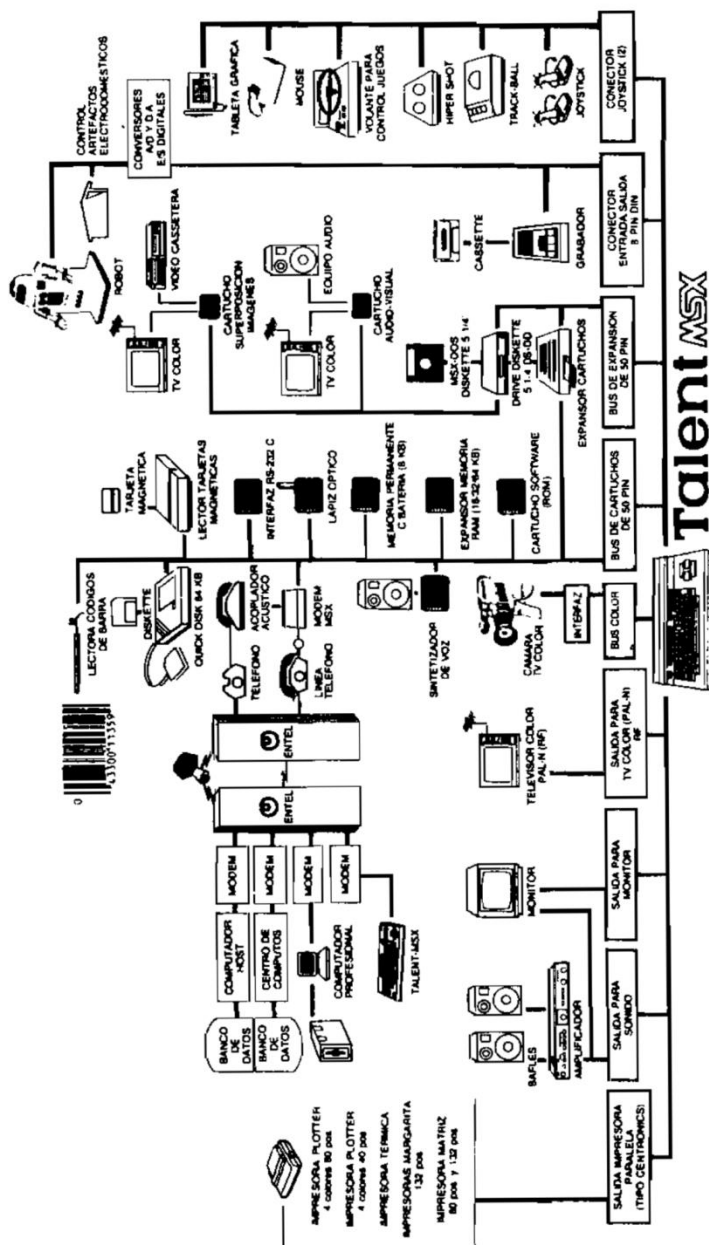 IMPRESORA PLOTTER
4 colores 80 pos
IMPRESORA PLOTTER
4 colores 40 pos
IMPRESORA TERMICA
IMPRESORAS MARGARITA
132 pos
IMPRESORA MATRIZ
80 pos y 132 pos
SALIDA IMPRESORA
PARALELA
(TIPO CENTRONICS)
BANCO
DE
DATOS
BANCO
DE
DATOS
COMPUTADOR
HOST
CENTRO DE
COMPUTOS
COMPUTADOR
PROFESIONAL
MODEM
MODEM
MODEM
MODEM
TALENT-MSX
ENTEL
ENTEL
BAFLES
AMPLIFICADOR
SALIDA PARA
SONIDO
MONITOR
SALIDA PARA
MONITOR
TELEVISOR COLOR
PAL-N (RF)
SALIDA PARA
TV COLOR (PAL-N)
RF
0
43300 11359
LECTORA CODIGOS
DE BARRA
DISKETTE
QUICK DISK 64 KB
TELEFONO
ACOPLADOR
ACUSTICO
LINEA
TELEFONO
MODEM
MSX
SINTETIZADOR
DE VOZ
CAMARA
TV COLOR
INTERFAZ
BUS COLOR
TARJETA
MAGNETICA
LECTOR TARJETAS
MAGNETICAS
INTERFAZ RS-232 C
LAPIZ OPTICO
MEMORIA PERMANENTE
C BATERIA (8 KB)
EXPANSOR MEMORIA
RAM (16-32-64 KB)
CARTUCHO SOFTWARE
(ROM)
BUS DE CARTUCHOS
DE 50 PIN
ROBOT
CONTROL
ARTEFACTOS
ELECTRODOMESTICOS
CONVERSORES
A/D Y D A
E/S DIGITALES
TV COLOR
VIDEO CASSETERA
CARTUCHO
SUPERPOSICION
IMAGENES
TV COLOR
EQUIPO AUDIO
CARTUCHO
AUDIO-VISUAL
MSX-DOS
DISKETTE 5 1/4"
DRIVE DISKETTE
5 1.4 DS-DD
EXPANSOR CARTUCHOS
BUS DE EXPANSION
DE 50 PIN
CASSETTE
GRABADOR
CONECTOR
ENTRADA SALIDA
8 PIN DIN
TABLETA GRAFICA
MOUSE
VOLANTE PARA
CONTROL JUEGOS
HIPER SHOT
TRACK-BALL
JOYSTICK
CONECTOR
JOYSTICK (2)
Talent MSX